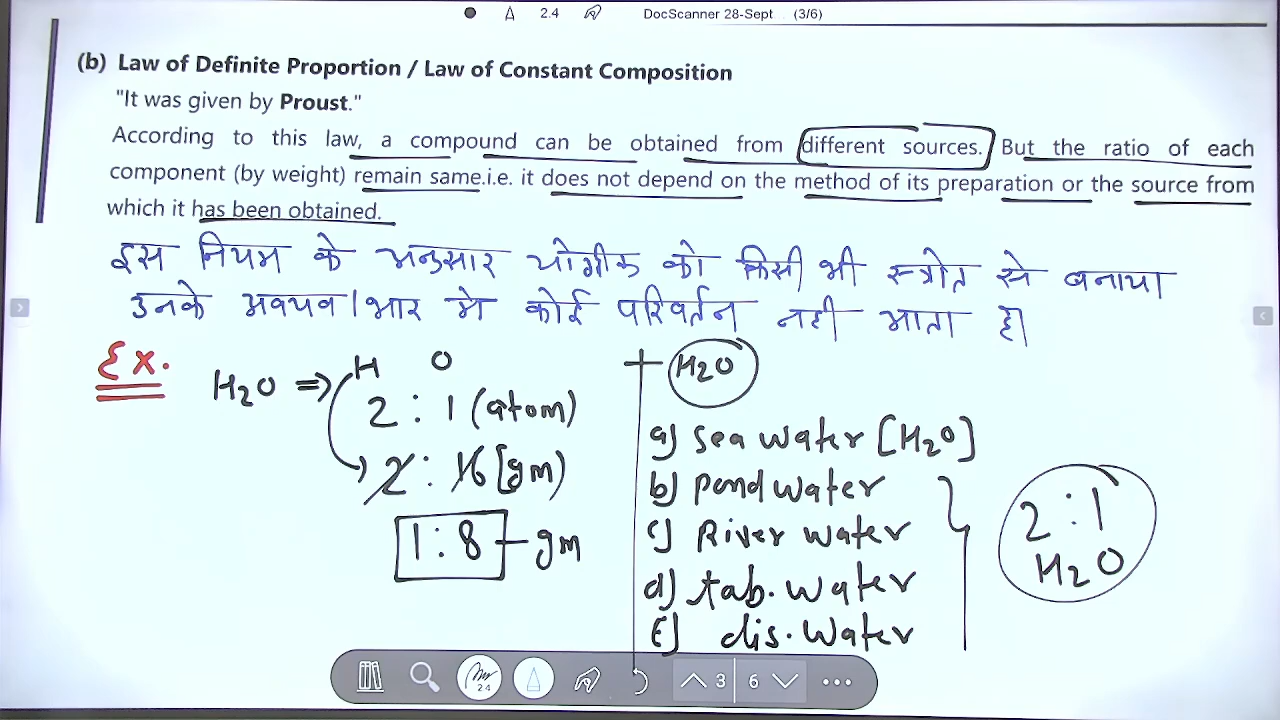 2.4 DocScanner 28-Sept (3/6)
(b) Law of Definite Proportion / Law of Constant Composition
"It was given by Proust."
According to this law, a compound can be obtained from different sources. But the ratio of each
component (by weight) remain same.i.e. it does not depend on the method of its preparation or the source from
which it has been obtained.
इस नियम के अनुसार योगीक को किसी भी स्त्रोत से बनाया
उनके अवयव। भार मे कोई परिवर्तन नही आता है।
Ex.
H O
H2O ⇒ 2 : 1 (atom)
2 : 16 [gm)
1 : 8 - gm
H2O
a) Sea water [H2O]
b) pond water
c) River water
d) tab. water
E) dis. water
2 : 1
H2O
24
3 6